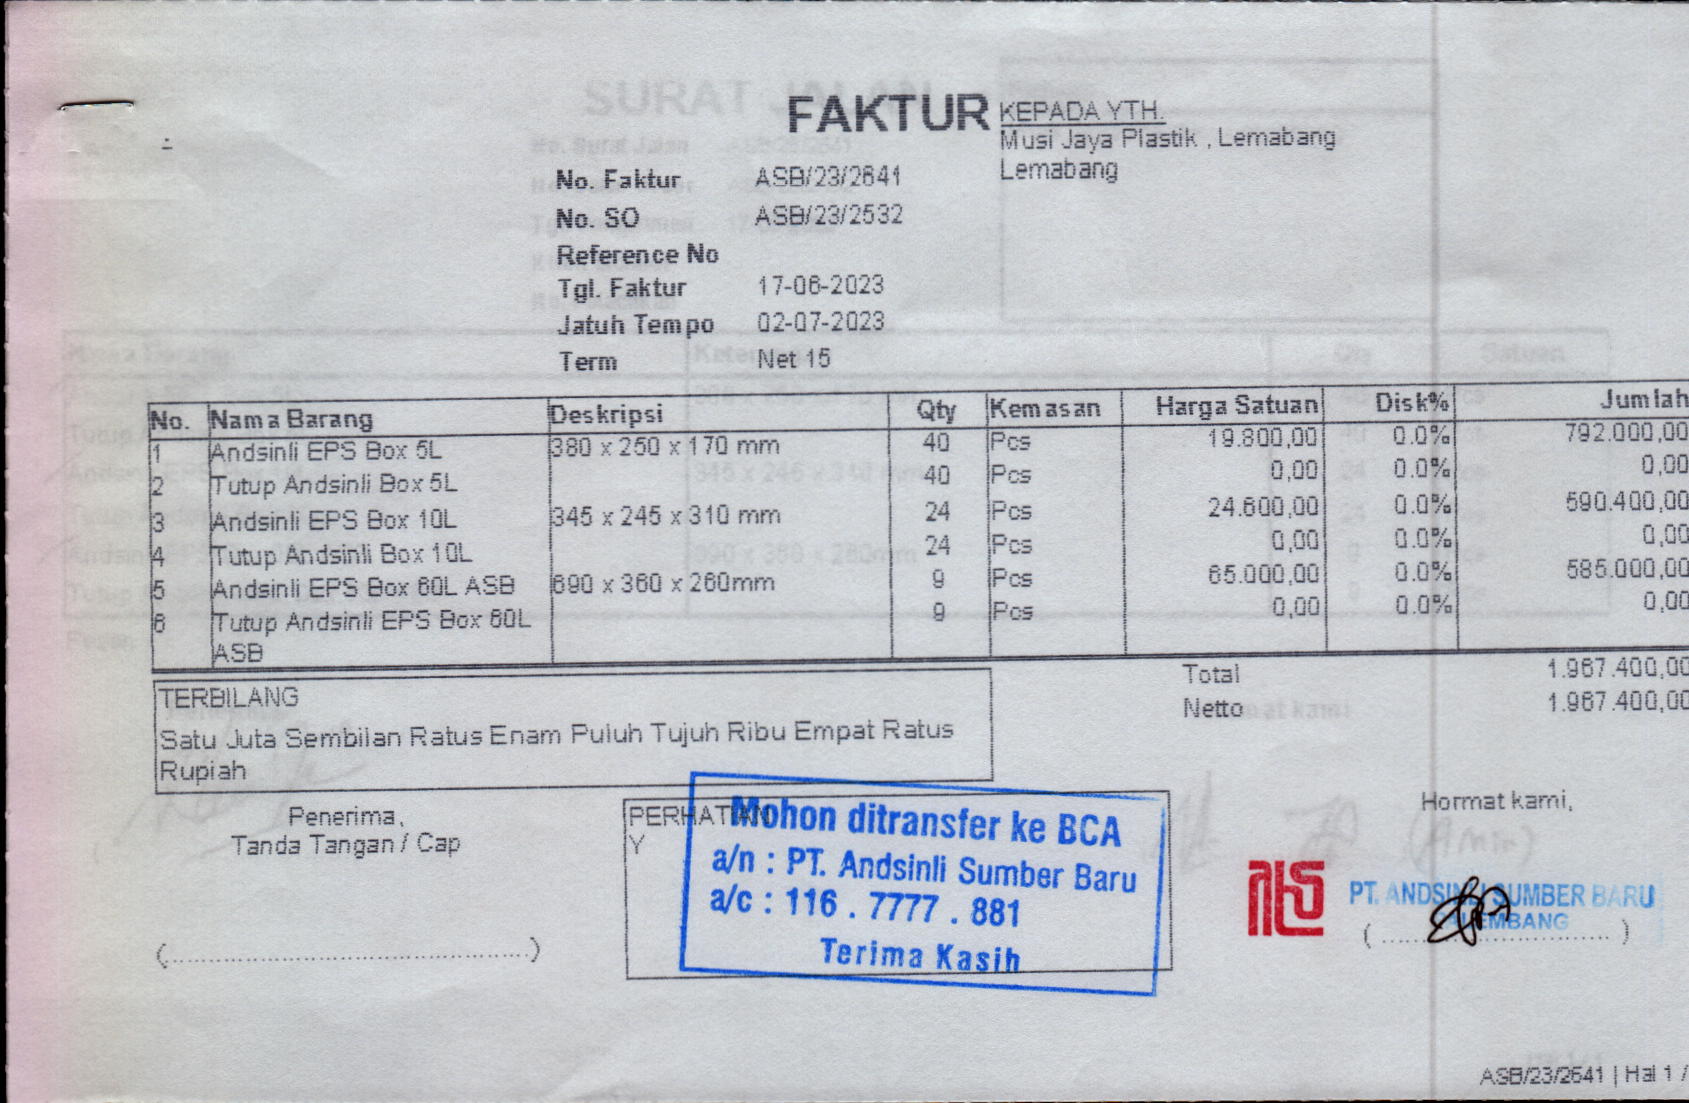 FAKTUR
KEPADA YTH.
Musi Jaya Plastik , Lemabang
Lemabang
No. Faktur ASB/23/2641
No. SO ASB/23/2532
Reference No
Tgl. Faktur 17-06-2023
Jatuh Tempo 02-07-2023
Term Net 15
No. Nama Barang Deskripsi Qty Kemasan Harga Satuan Disk% Jumlah
1 Andsinli EPS Box 5L 380 x 250 x 170 mm 40 Pcs 19.800,00 0.0% 792.000,00
2 Tutup Andsinli Box 5L 40 Pcs 0,00 0.0% 0,00
3 Andsinli EPS Box 10L 345 x 245 x 310 mm 24 Pcs 24.600,00 0.0% 590.400,00
4 Tutup Andsinli Box 10L 24 Pcs 0,00 0.0% 0,00
5 Andsinli EPS Box 60L ASB 690 x 360 x 260mm 9 Pcs 65.000,00 0.0% 585.000,00
6 Tutup Andsinli EPS Box 60L 9 Pcs 0,00 0.0% 0,00
ASB
Total 1.967.400,00
Netto 1.967.400,00
TERBILANG
Satu Juta Sembilan Ratus Enam Puluh Tujuh Ribu Empat Ratus
Rupiah
Penerima,
Tanda Tangan / Cap
(............................................)
PERHATIAN
Y
Mohon ditransfer ke BCA
a/n : PT. Andsinli Sumber Baru
a/c : 116 . 7777 . 881
Terima Kasih
Hormat kami,
PT. ANDSINLI SUMBER BARU
PALEMBANG
( ............................ )
ASB/23/2641 | Hal 1 /